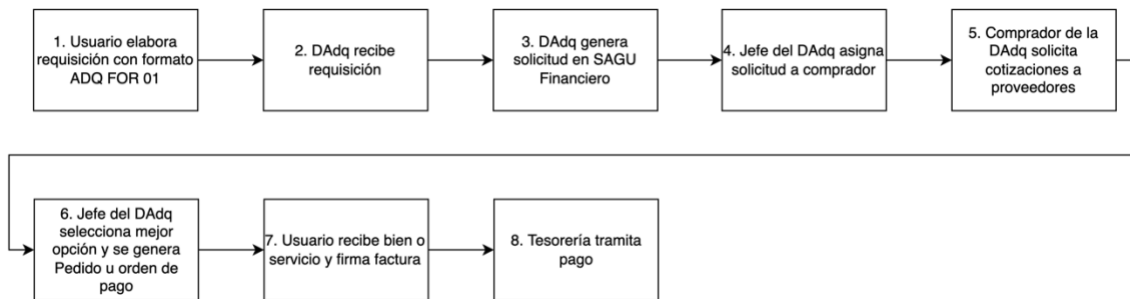 1. Usuario elabora
requisición con formato
ADQ FOR 01
2. DAdq recibe
requisición
3. DAdq genera
solicitud en SAGU
Financiero
4. Jefe del DAdq asigna
solicitud a comprador
5. Comprador de la
DAdq solicita
cotizaciones a
proveedores
6. Jefe del DAdq
selecciona mejor
opción y se genera
Pedido u orden de
pago
7. Usuario recibe bien o
servicio y firma factura
8. Tesorería tramita
pago